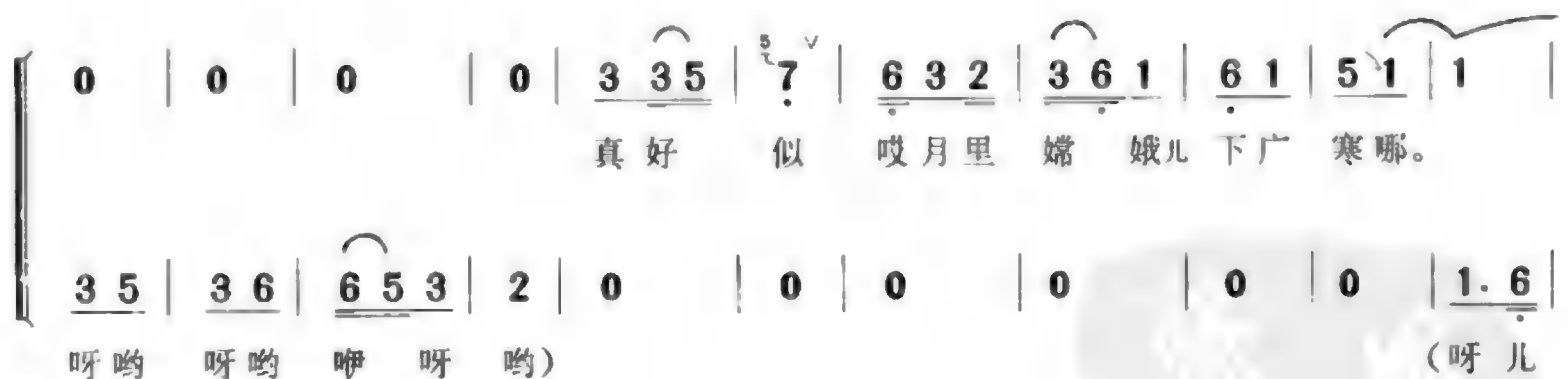 0 | 0 | 0 | 0 | 3 3 5 | 5 7 ∨ | 6 3 2 | 3 6 1 | 6 1 | 5 1 | 1 |
真 好 似 哎 月 里 嫦 娥儿 下 广 寒 哪。
3 5 | 3 6 | 6 5 3 | 2 | 0 | 0 | 0 | 0 | 0 | 0 | 1. 6 |
呀 哟 呀 哟 咿 呀 哟） （呀 儿